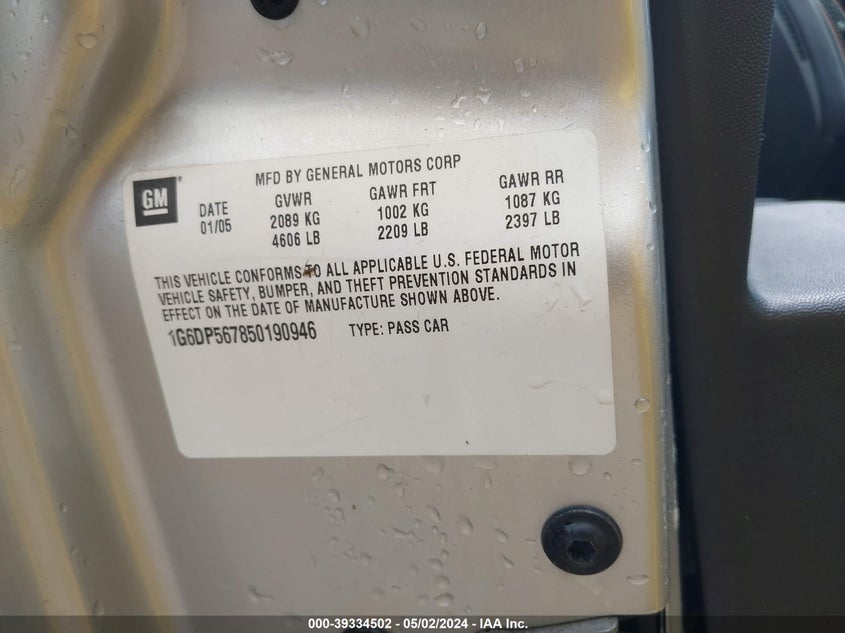 MFD BY GENERAL MOTORS CORP
GM
DATE GVWR GAWR FRT GAWR RR
01/05 2089 KG 1002 KG 1087 KG
4606 LB 2209 LB 2397 LB
THIS VEHICLE CONFORMS TO ALL APPLICABLE U.S. FEDERAL MOTOR
VEHICLE SAFETY, BUMPER, AND THEFT PREVENTION STANDARDS IN
EFFECT ON THE DATE OF MANUFACTURE SHOWN ABOVE.
1G6DP567850190946 TYPE: PASS CAR
000-39334502 / 05/02/2024 - IAA Inc.